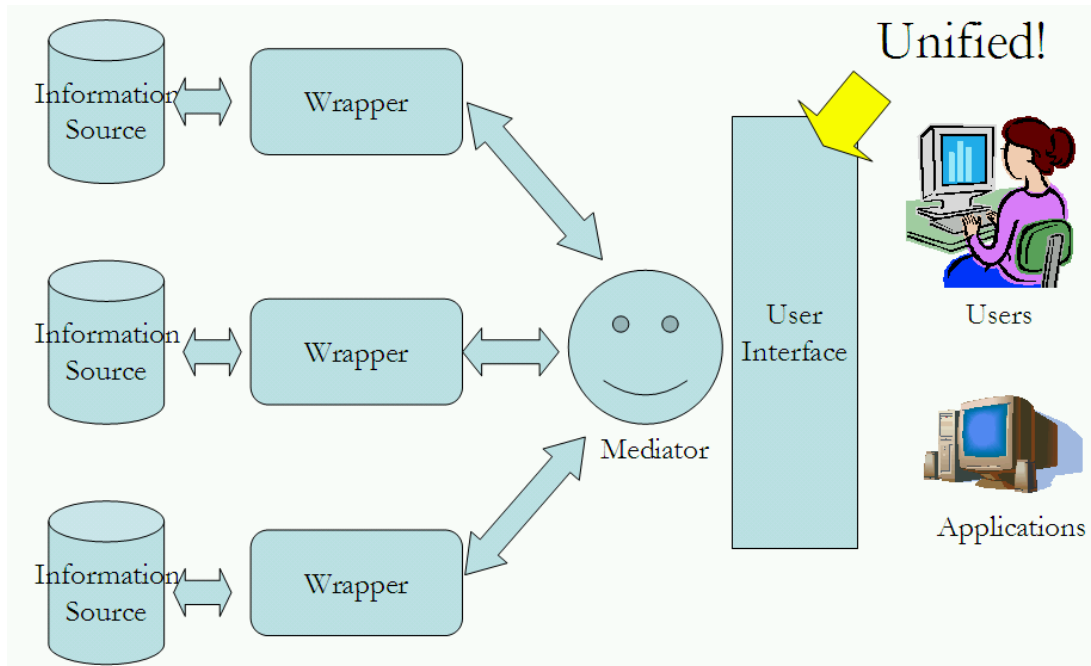 Unified!
Information
Source
Wrapper
Information
Source
Wrapper
Mediator
User
Interface
Users
Applications
Information
Source
Wrapper